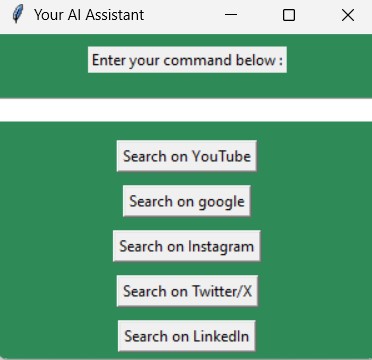 Your AI Assistant
Enter your command below :
Search on YouTube
Search on google
Search on Instagram
Search on Twitter/X
Search on LinkedIn